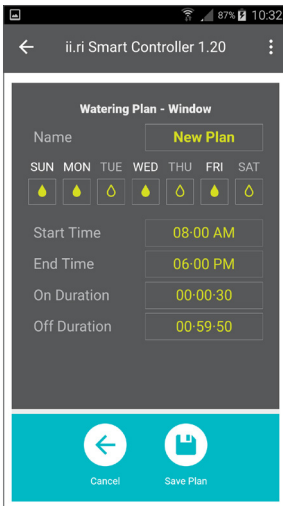 87% 10:32
ii.ri Smart Controller 1.20
Watering Plan - Window
Name New Plan
SUN MON TUE WED THU FRI SAT
Start Time 08·00 AM
End Time 06·00 PM
On Duration 00·00·30
Off Duration 00·59·50
Cancel Save Plan